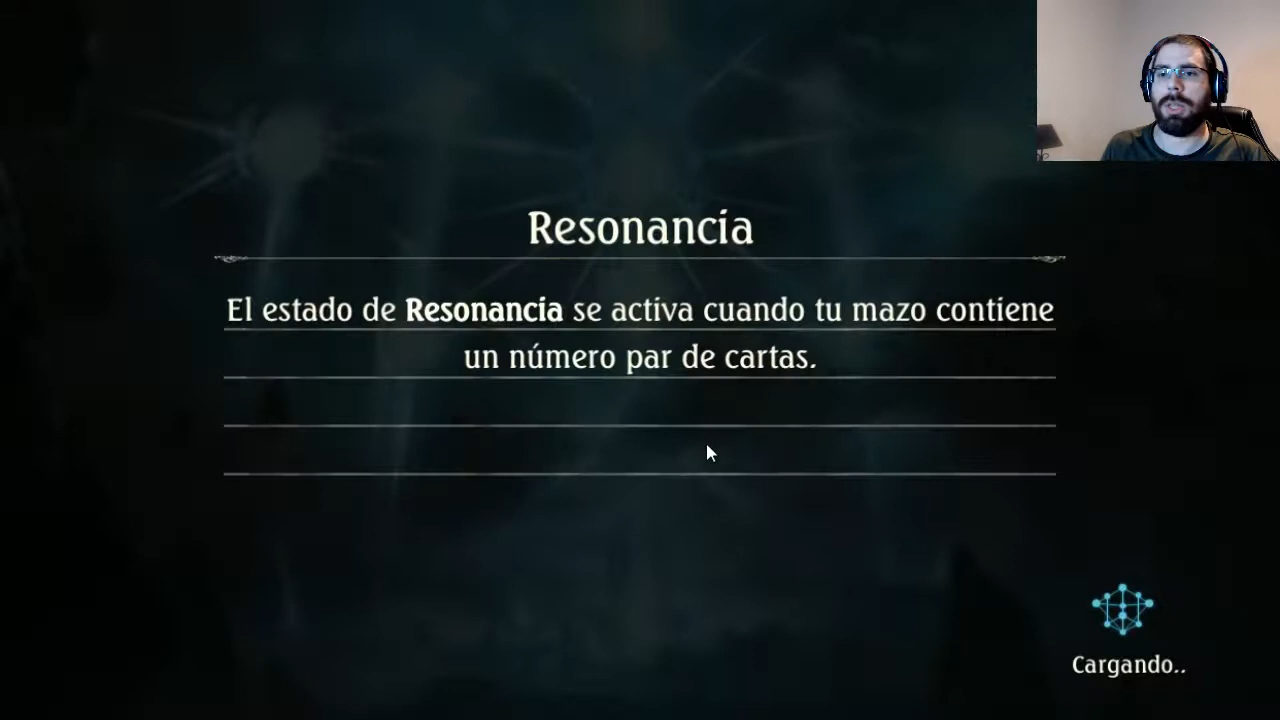 Resonancia
El estado de Resonancia se activa cuando tu mazo contiene
un número par de cartas.
Cargando..